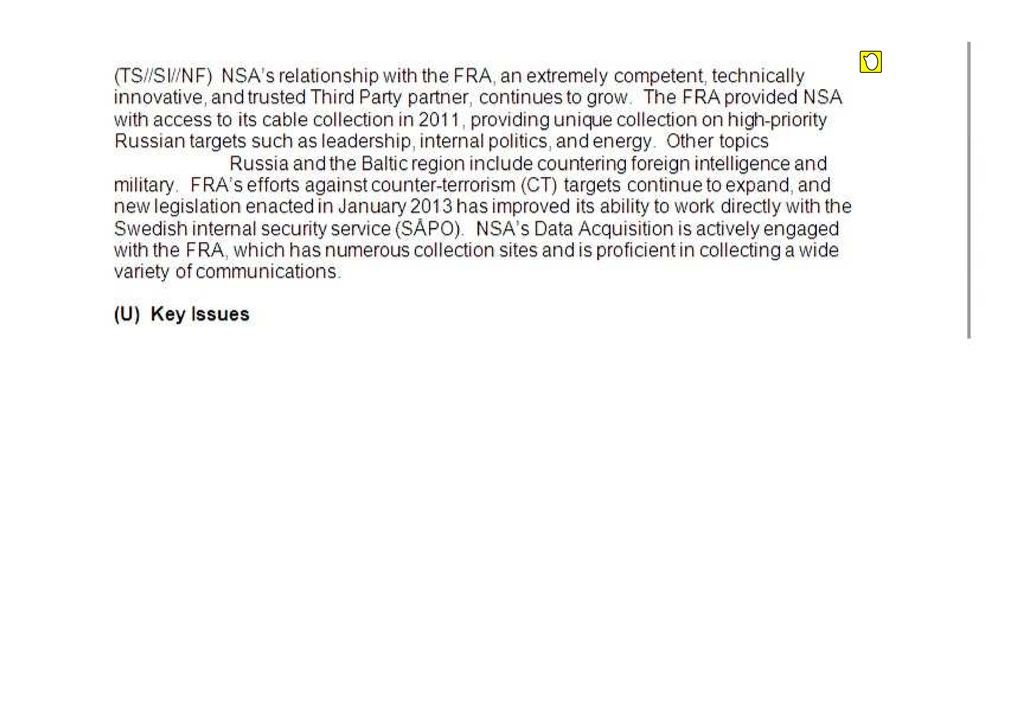 (TS//SI//NF) NSA's relationship with the FRA, an extremely competent, technically
innovative, and trusted Third Party partner, continues to grow. The FRA provided NSA
with access to its cable collection in 2011, providing unique collection on high-priority
Russian targets such as leadership, internal politics, and energy. Other topics
Russia and the Baltic region include countering foreign intelligence and
military. FRA's efforts against counter-terrorism (CT) targets continue to expand, and
new legislation enacted in January 2013 has improved its ability to work directly with the
Swedish internal security service (SÄPO). NSA's Data Acquisition is actively engaged
with the FRA, which has numerous collection sites and is proficient in collecting a wide
variety of communications.
(U) Key Issues